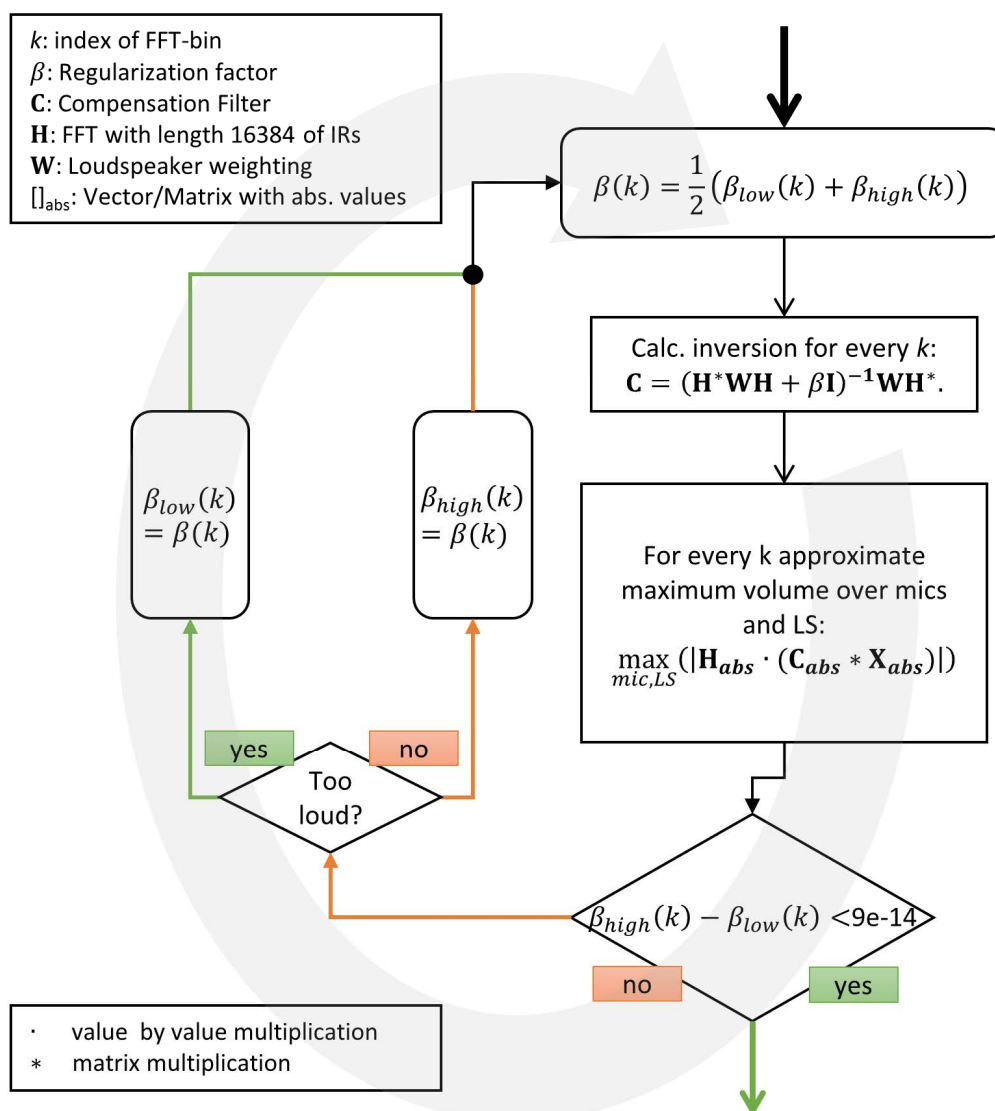 k: index of FFT-bin
β: Regularization factor
C: Compensation Filter
H: FFT with length 16384 of IRs
W: Loudspeaker weighting
[]abs: Vector/Matrix with abs. values
β(k) = 1/2 (βlow(k) + βhigh(k))
Calc. inversion for every k:
C = (H*WH + βI)⁻¹WH*.
βlow(k)
= β(k)
βhigh(k)
= β(k)
For every k approximate
maximum volume over mics
and LS:
max mic,LS (|Habs · (Cabs * Xabs)|)
yes
no
Too
loud?
βhigh(k) − βlow(k) <9e-14
no
yes
· value by value multiplication
* matrix multiplication